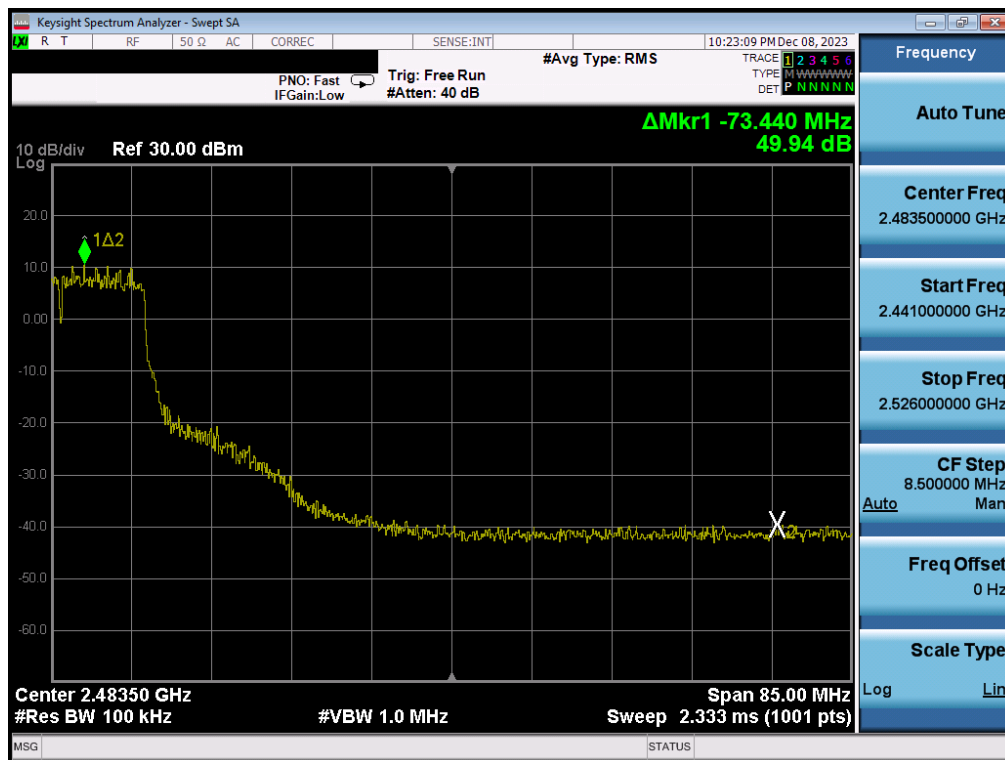 Keysight Spectrum Analyzer - Swept SA
LXI R T RF 50 Ω AC CORREC SENSE:INT 10:23:09 PM Dec 08, 2023
#Avg Type: RMS
TRACE 1 2 3 4 5 6
PNO: Fast Trig: Free Run
TYPE M WWWWW
IFGain:Low #Atten: 40 dB
DET P N N N N N
ΔMkr1 -73.440 MHz
49.94 dB
10 dB/div Ref 30.00 dBm
Log
20.0
1Δ2
10.0
0.00
-10.0
-20.0
-30.0
-40.0
X2
-50.0
-60.0
Center 2.48350 GHz Span 85.00 MHz
#Res BW 100 kHz #VBW 1.0 MHz Sweep 2.333 ms (1001 pts)
MSG STATUS
Frequency
Auto Tune
Center Freq
2.483500000 GHz
Start Freq
2.441000000 GHz
Stop Freq
2.526000000 GHz
CF Step
8.500000 MHz
Auto Man
Freq Offset
0 Hz
Scale Type
Log Lin